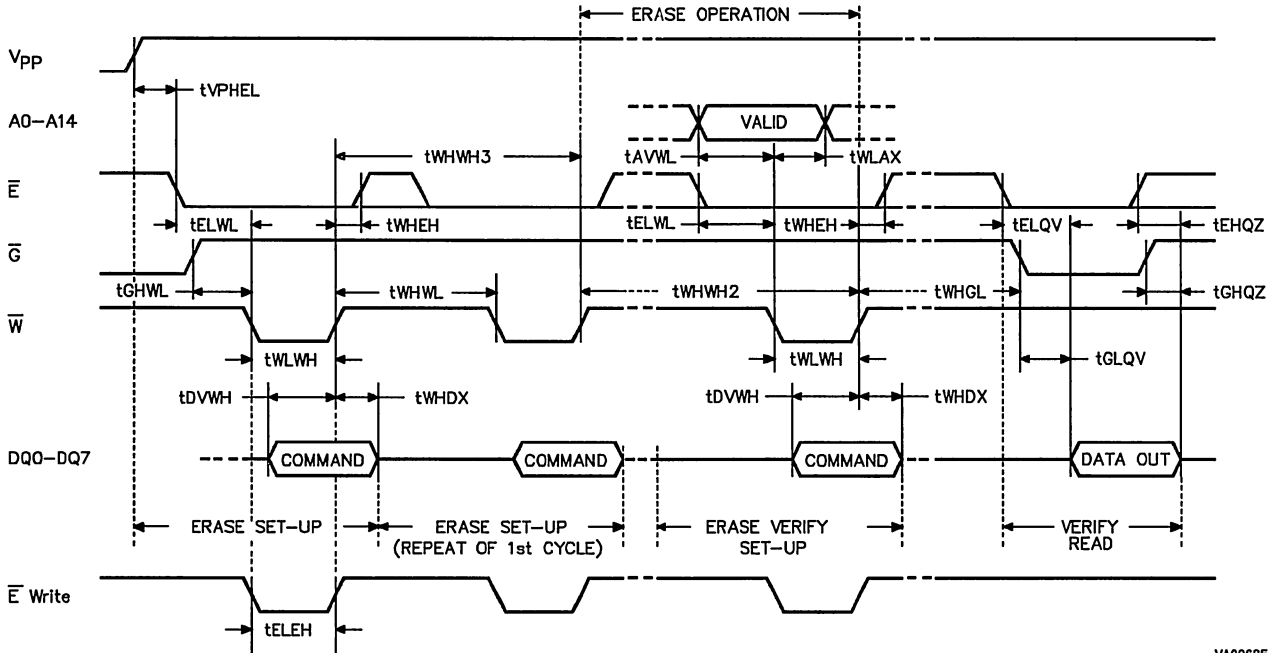 ERASE OPERATION
VPP
tVPHEL
A0-A14
VALID
tWHWH3
tAVWL
tWLAX
E
tELWL
tWHEH
tELWL
tWHEH
tELQV
tEHQZ
G
tGHWL
tWHWL
tWHWH2
tWHGL
tGHQZ
W
tWLWH
tWLWH
tGLQV
tDVWH
tWHDX
tDVWH
tWHDX
DQ0-DQ7
COMMAND
COMMAND
COMMAND
DATA OUT
ERASE SET-UP
ERASE SET-UP
(REPEAT OF 1st CYCLE)
ERASE VERIFY
SET-UP
VERIFY
READ
E Write
tELEH